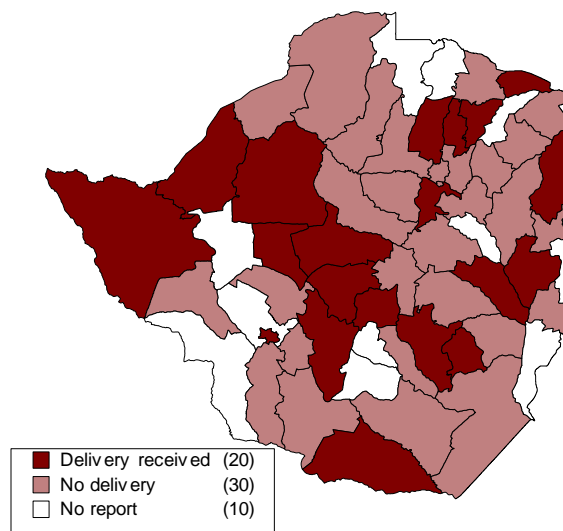 Delivery received (20)
No delivery (30)
No report (10)